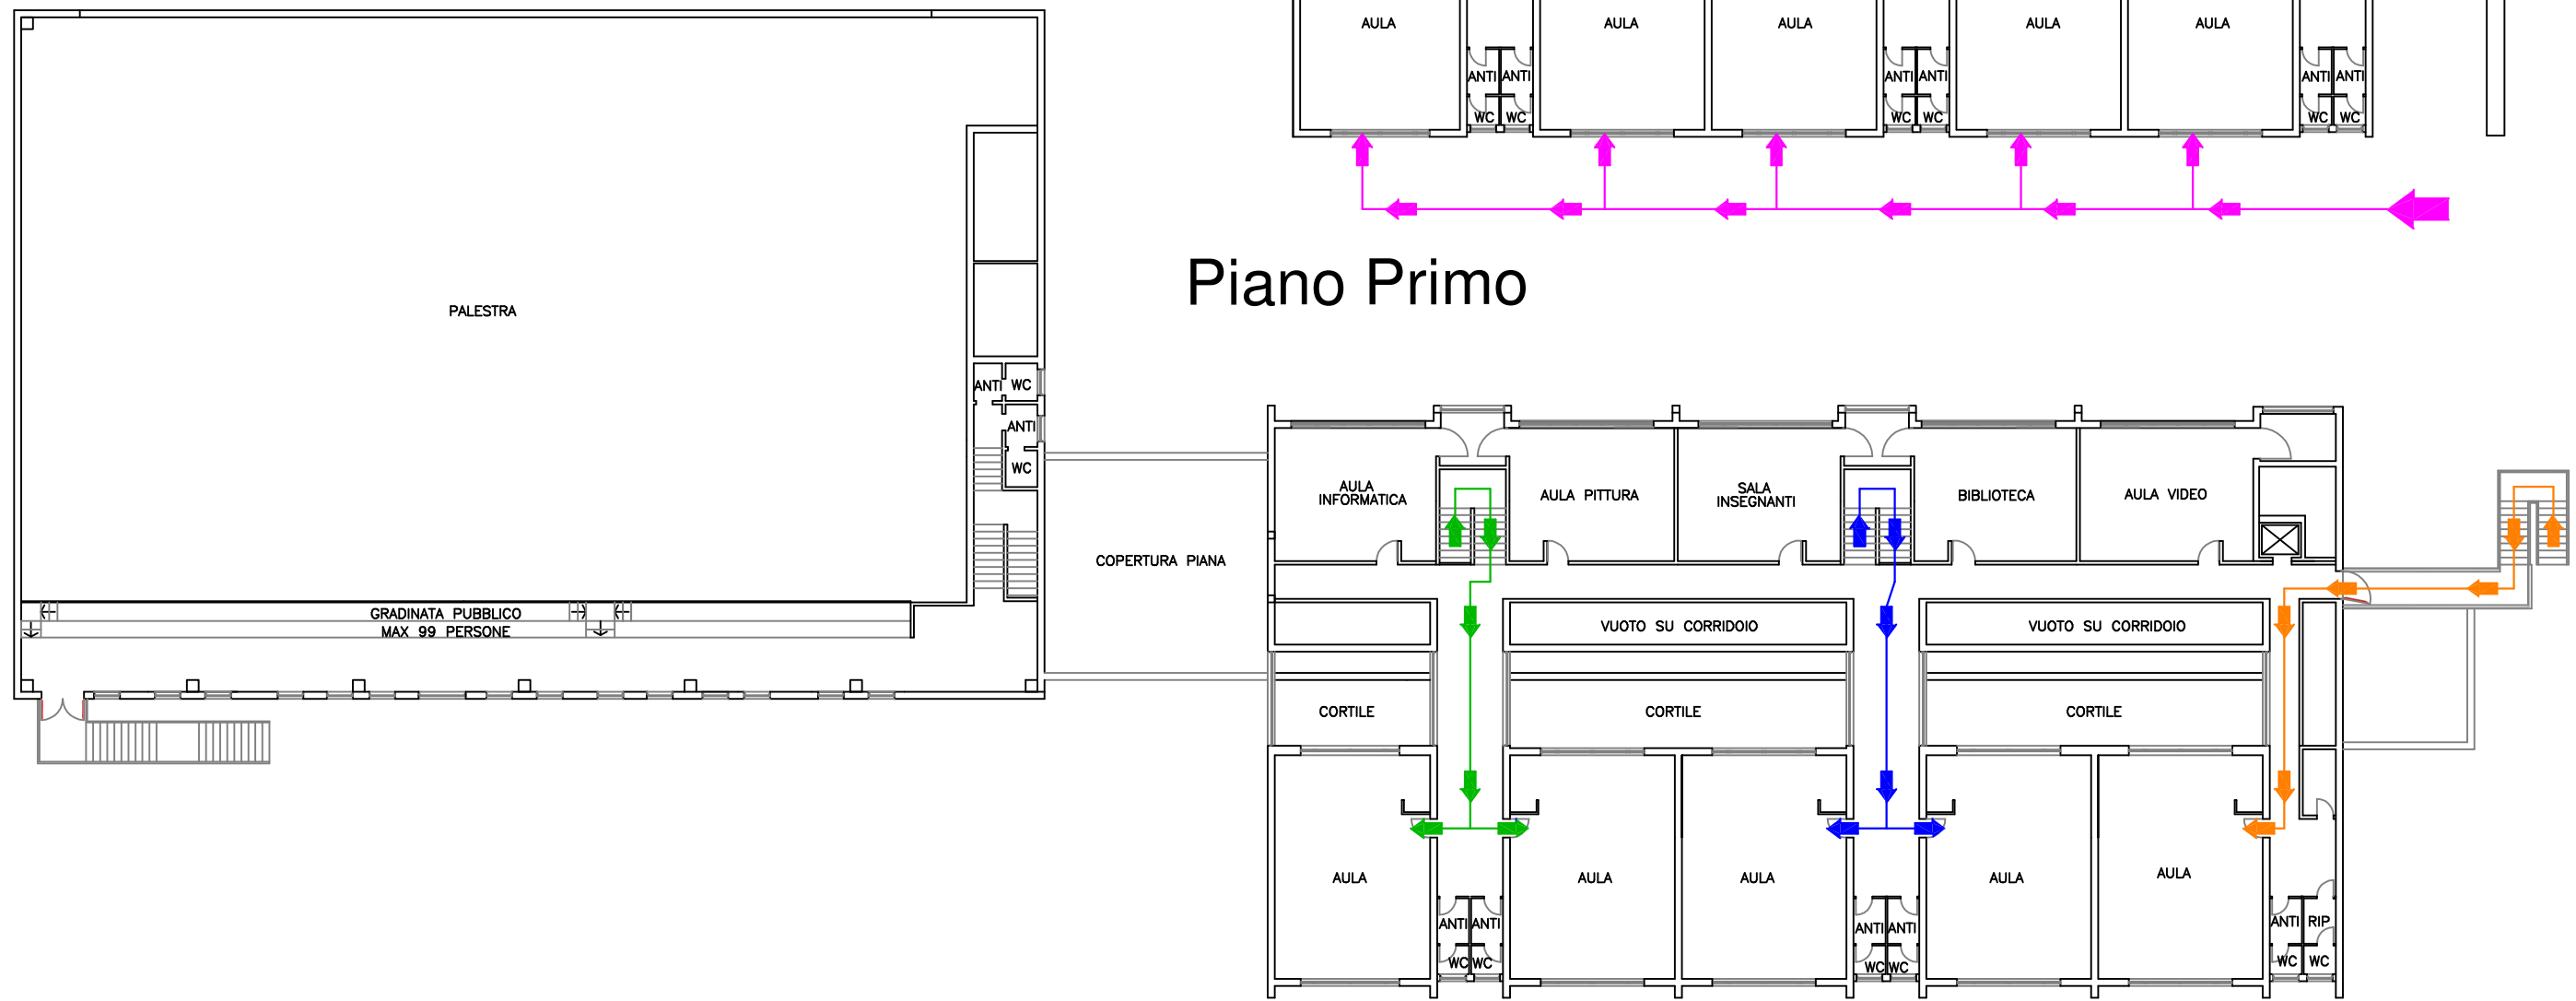 AULA
AULA
AULA
AULA
AULA
ANTI ANTI
ANTI ANTI
ANTI ANTI
WC WC
WC WC
WC WC
Piano Primo
PALESTRA
ANTI WC
ANTI
WC
COPERTURA PIANA
GRADINATA PUBBLICO
MAX 99 PERSONE
AULA
INFORMATICA
AULA PITTURA
SALA
INSEGNANTI
BIBLIOTECA
AULA VIDEO
VUOTO SU CORRIDOIO
VUOTO SU CORRIDOIO
CORTILE
CORTILE
CORTILE
AULA
AULA
AULA
AULA
AULA
ANTI ANTI
ANTI ANTI
ANTI RIP
WC WC
WC WC
WC WC